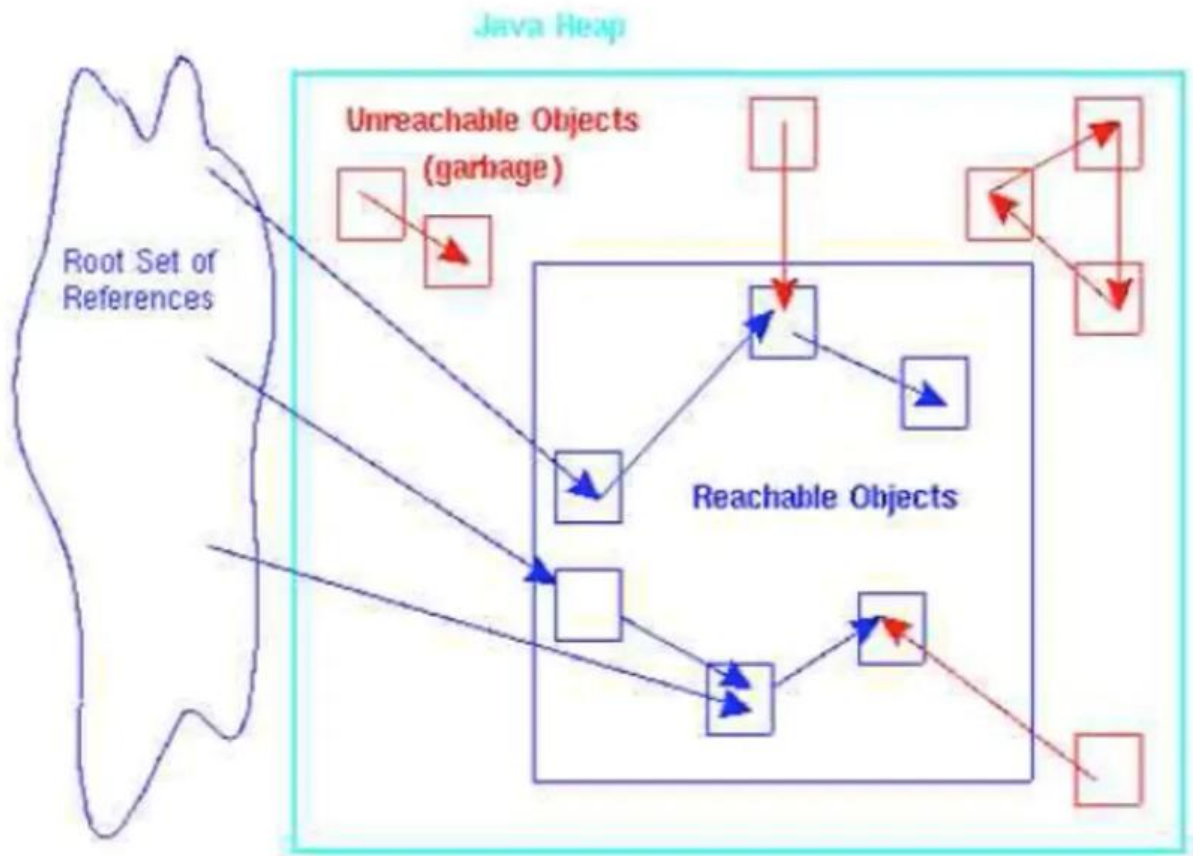 Java Heap
Unreachable Objects
(garbage)
Root Set of
References
Reachable Objects